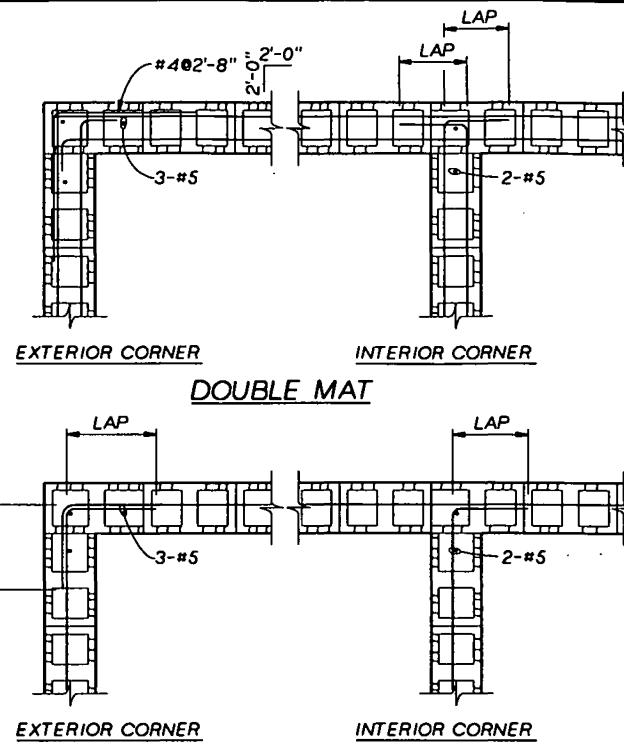 LAP
LAP
#4@2'-8" 2'-0" 2'-0"
3-#5
2-#5
EXTERIOR CORNER
INTERIOR CORNER
DOUBLE MAT
LAP
LAP
3-#5
2-#5
EXTERIOR CORNER
INTERIOR CORNER